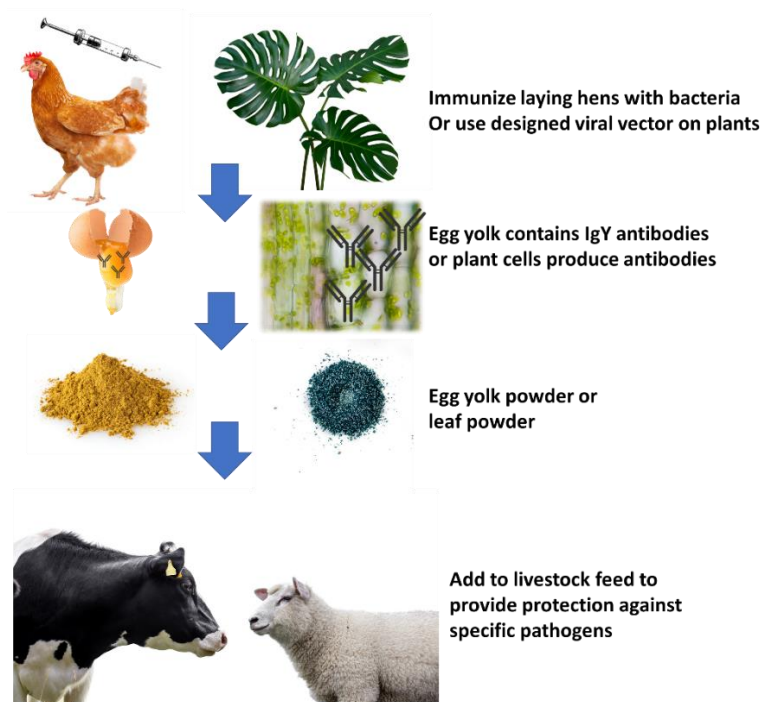 Immunize laying hens with bacteria
Or use designed viral vector on plants
Egg yolk contains IgY antibodies
or plant cells produce antibodies
Egg yolk powder or
leaf powder
Add to livestock feed to
provide protection against
specific pathogens